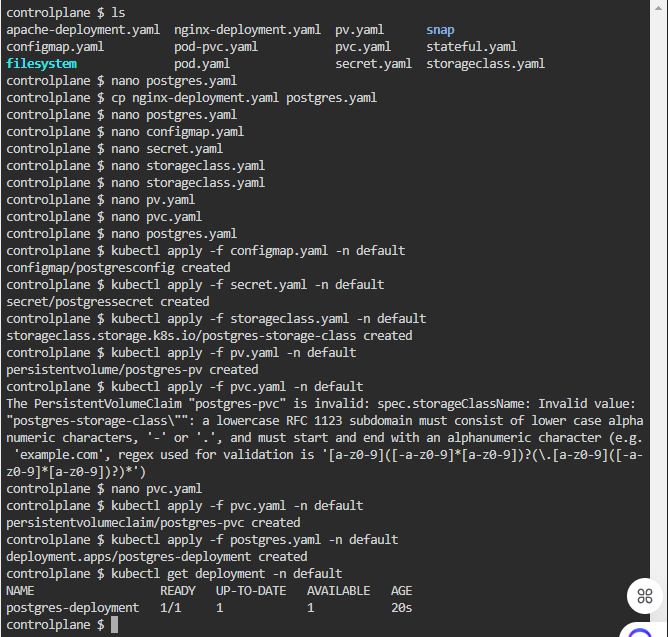 controlplane $ ls
apache-deployment.yaml  nginx-deployment.yaml  pv.yaml      snap
configmap.yaml          pod-pvc.yaml           pvc.yaml     stateful.yaml
filesystem              pod.yaml               secret.yaml  storageclass.yaml
controlplane $ nano postgres.yaml
controlplane $ cp nginx-deployment.yaml postgres.yaml
controlplane $ nano postgres.yaml
controlplane $ nano configmap.yaml
controlplane $ nano secret.yaml
controlplane $ nano storageclass.yaml
controlplane $ nano storageclass.yaml
controlplane $ nano pv.yaml
controlplane $ nano pvc.yaml
controlplane $ nano postgres.yaml
controlplane $ kubectl apply -f configmap.yaml -n default
configmap/postgresconfig created
controlplane $ kubectl apply -f secret.yaml -n default
secret/postgressecret created
controlplane $ kubectl apply -f storageclass.yaml -n default
storageclass.storage.k8s.io/postgres-storage-class created
controlplane $ kubectl apply -f pv.yaml -n default
persistentvolume/postgres-pv created
controlplane $ kubectl apply -f pvc.yaml -n default
The PersistentVolumeClaim "postgres-pvc" is invalid: spec.storageClassName: Invalid value:
"postgres-storage-class\"": a lowercase RFC 1123 subdomain must consist of lower case alpha
numeric characters, '-' or '.', and must start and end with an alphanumeric character (e.g.
 'example.com', regex used for validation is '[a-z0-9]([-a-z0-9]*[a-z0-9])?(\.[a-z0-9]([-a-
z0-9]*[a-z0-9])?)*')
controlplane $ nano pvc.yaml
controlplane $ kubectl apply -f pvc.yaml -n default
persistentvolumeclaim/postgres-pvc created
controlplane $ kubectl apply -f postgres.yaml -n default
deployment.apps/postgres-deployment created
controlplane $ kubectl get deployment -n default
NAME                  READY   UP-TO-DATE   AVAILABLE   AGE
postgres-deployment   1/1     1            1           20s
controlplane $